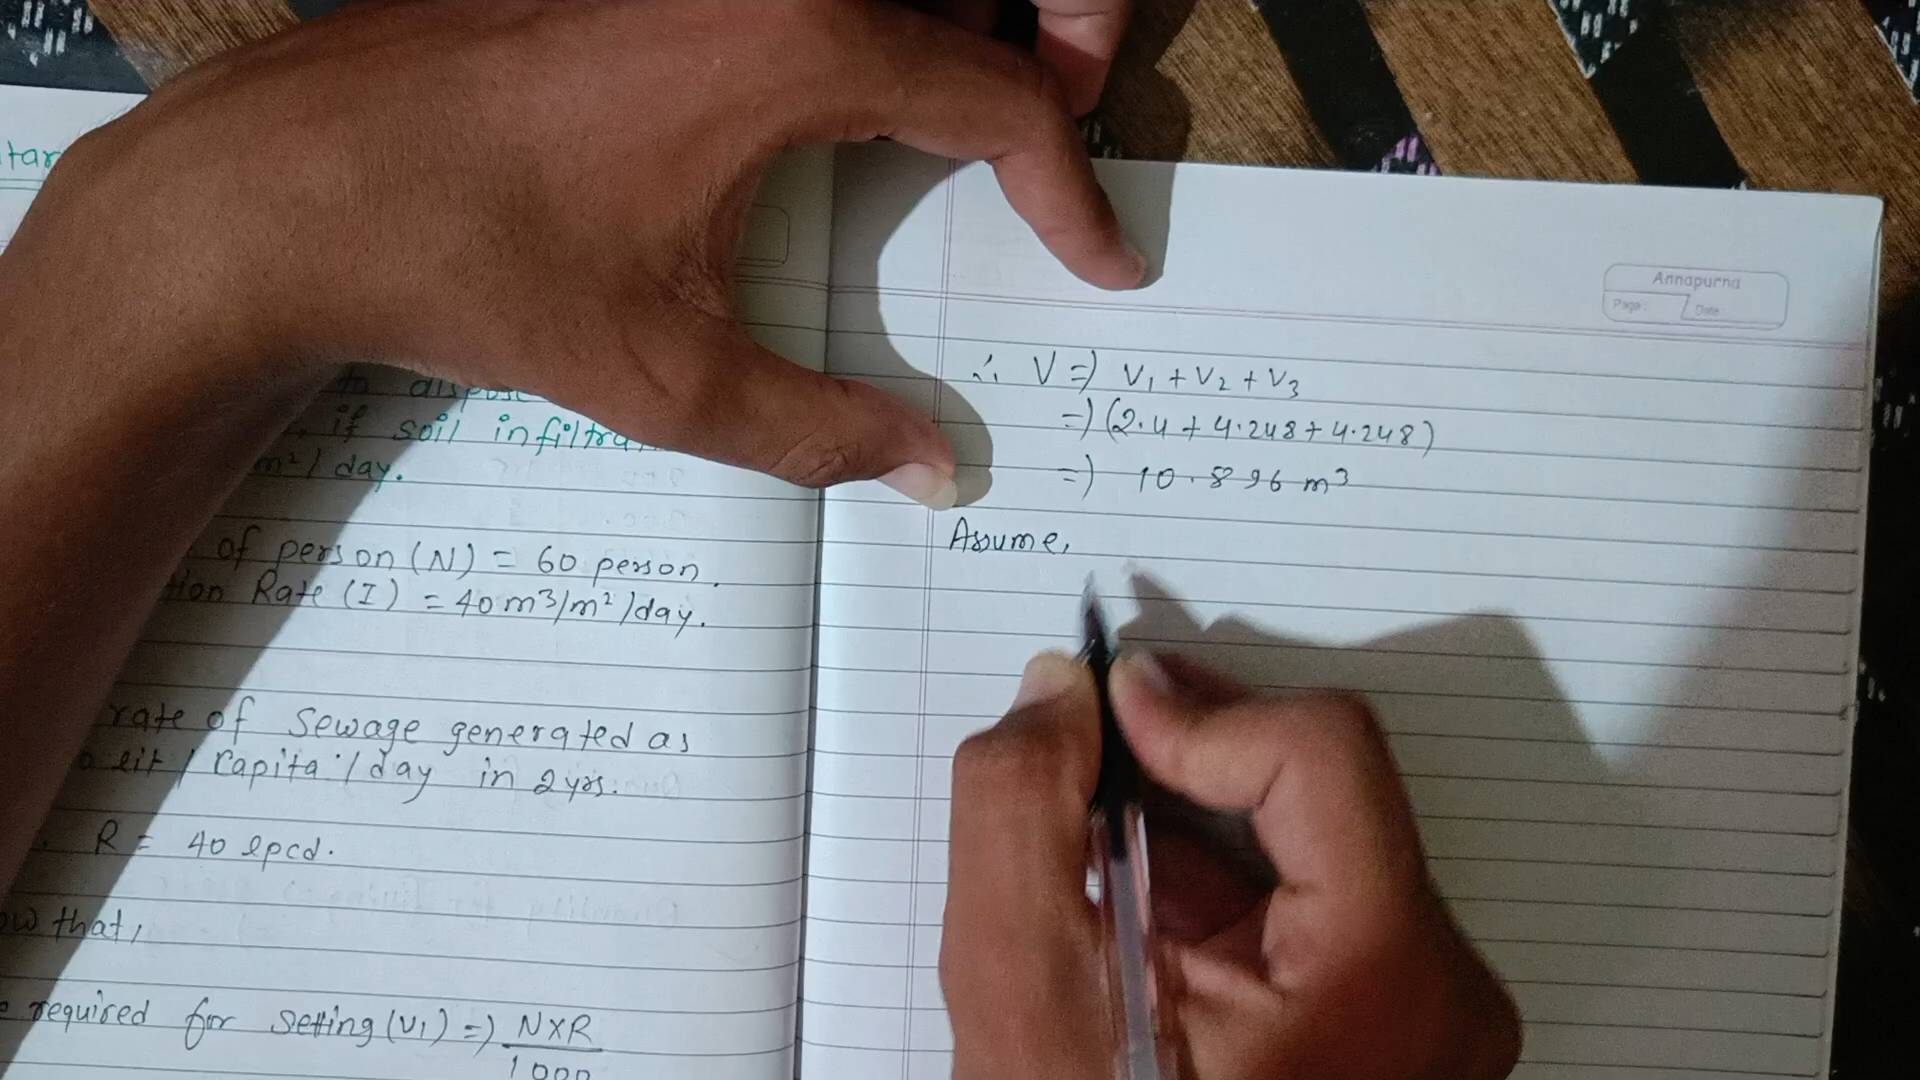 to dispose
, if soil infiltra
m²/day.
of person (N) = 60 person.
tion Rate (I) = 40 m³/m²/day.
rate of sewage generated as
lit / Capita / day in 2 yrs.
R = 40 lpcd.
ow that,
required for Setting (V₁) => N×R
1000
Annapurna
Page: Date:
∴ V => V₁ + V₂ + V₃
=> (2.4 + 4.248 + 4.248)
=> 10.896 m³
Assume,